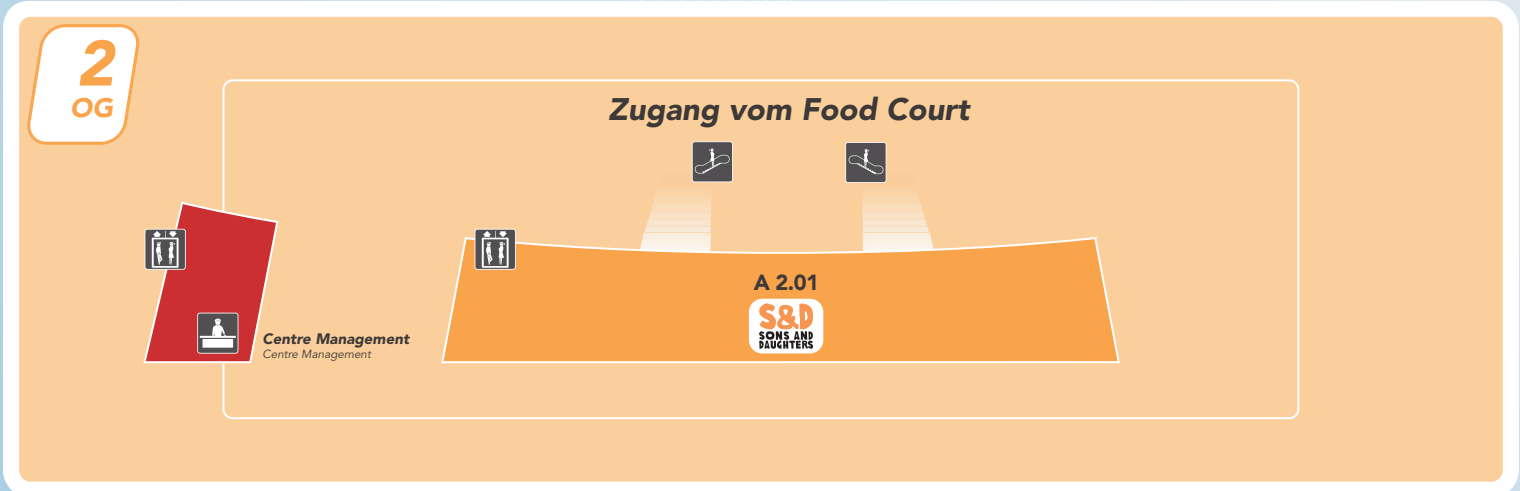 2
OG
Zugang vom Food Court
A 2.01
S&D
SONS AND
DAUGHTERS
Centre Management
Centre Management